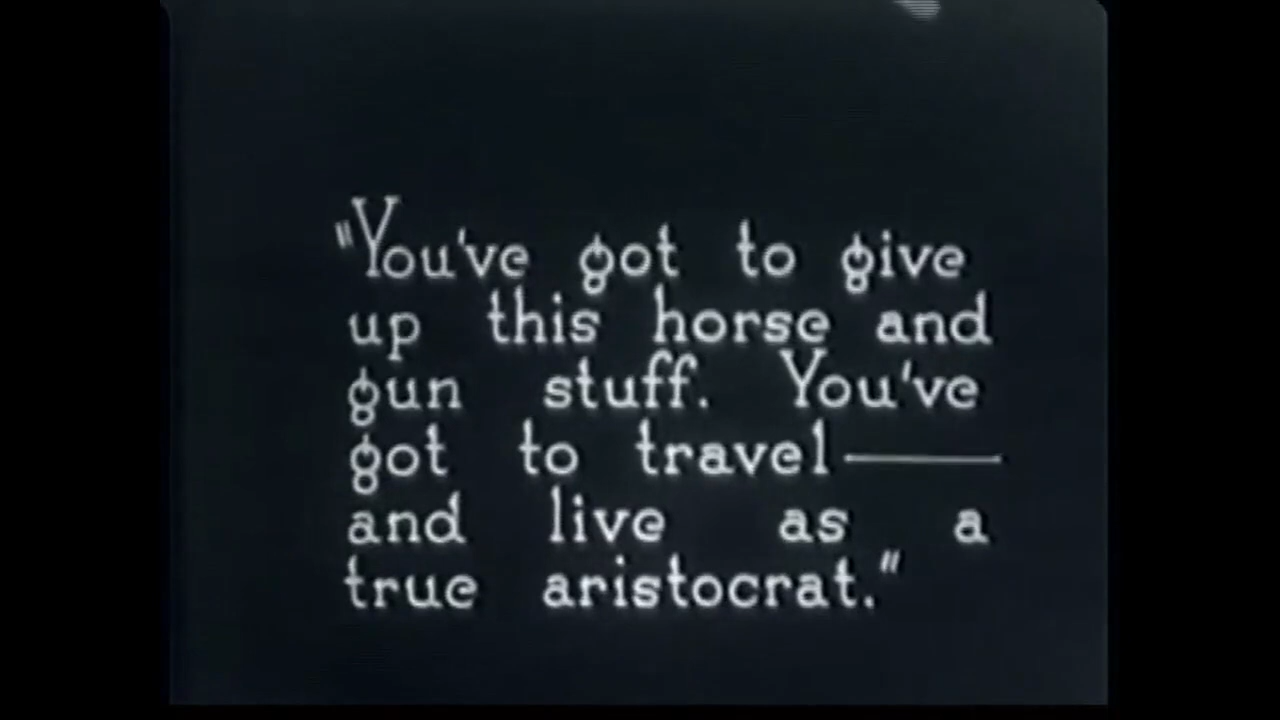 "You've got to give
up this horse and
gun stuff. You've
got to travel——
and live as a
true aristocrat."